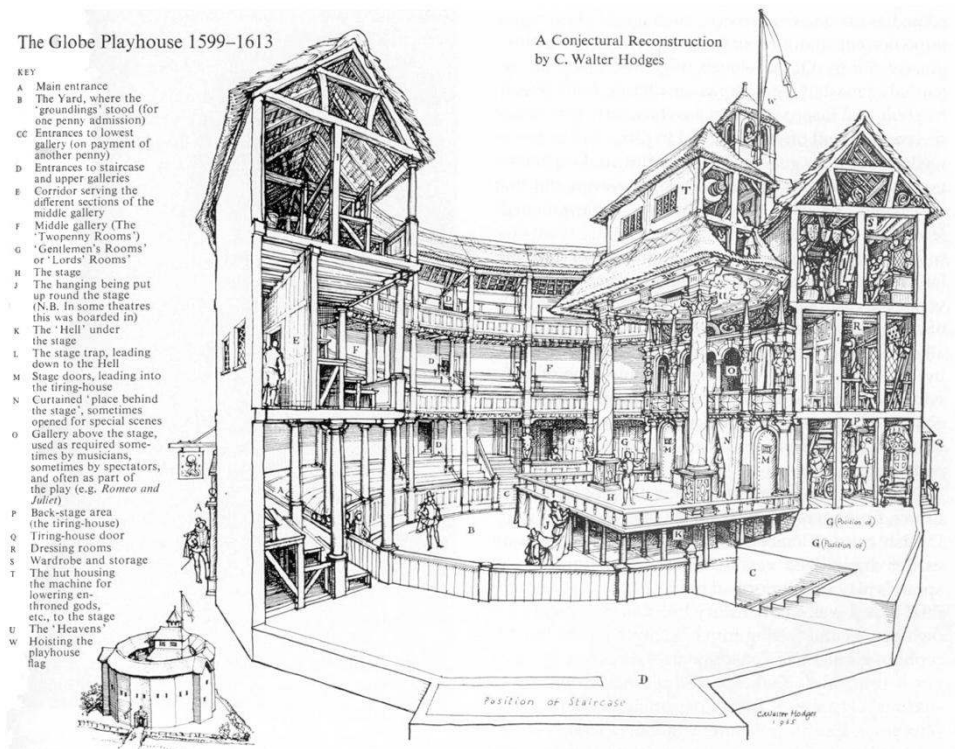 The Globe Playhouse 1599–1613
A Conjectural Reconstruction
by C. Walter Hodges
KEY
A Main entrance
B The Yard, where the
'groundlings' stood (for
one penny admission)
CC Entrances to lowest
gallery (on payment of
another penny)
D Entrances to staircase
and upper galleries
E Corridor serving the
different sections of the
middle gallery
F Middle gallery (The
'Twopenny Rooms')
G 'Gentlemen's Rooms'
or 'Lords' Rooms'
H The stage
J The hanging being put
up round the stage
(N.B. In some theatres
this was boarded in)
K The 'Hell' under
the stage
L The stage trap, leading
down to the Hell
M Stage doors, leading into
the tiring-house
N Curtained 'place behind
the stage', sometimes
opened for special scenes
O Gallery above the stage,
used as required some-
times by musicians,
sometimes by spectators,
and often as part of
the play (e.g. Romeo and
Juliet)
P Back-stage area
(the tiring-house)
Q Tiring-house door
R Dressing rooms
S Wardrobe and storage
T The hut housing
the machine for
lowering en-
throned gods,
etc., to the stage
U The 'Heavens'
W Hoisting the
playhouse
flag
W
T
S
U
R
E
F
D
F
O
P
D
G
G
M
N
M
Q
Q
A
C
H
L
A
B
J
K
G (Position of)
G (Position of)
C
D
Position of Staircase
C.Walter Hodges